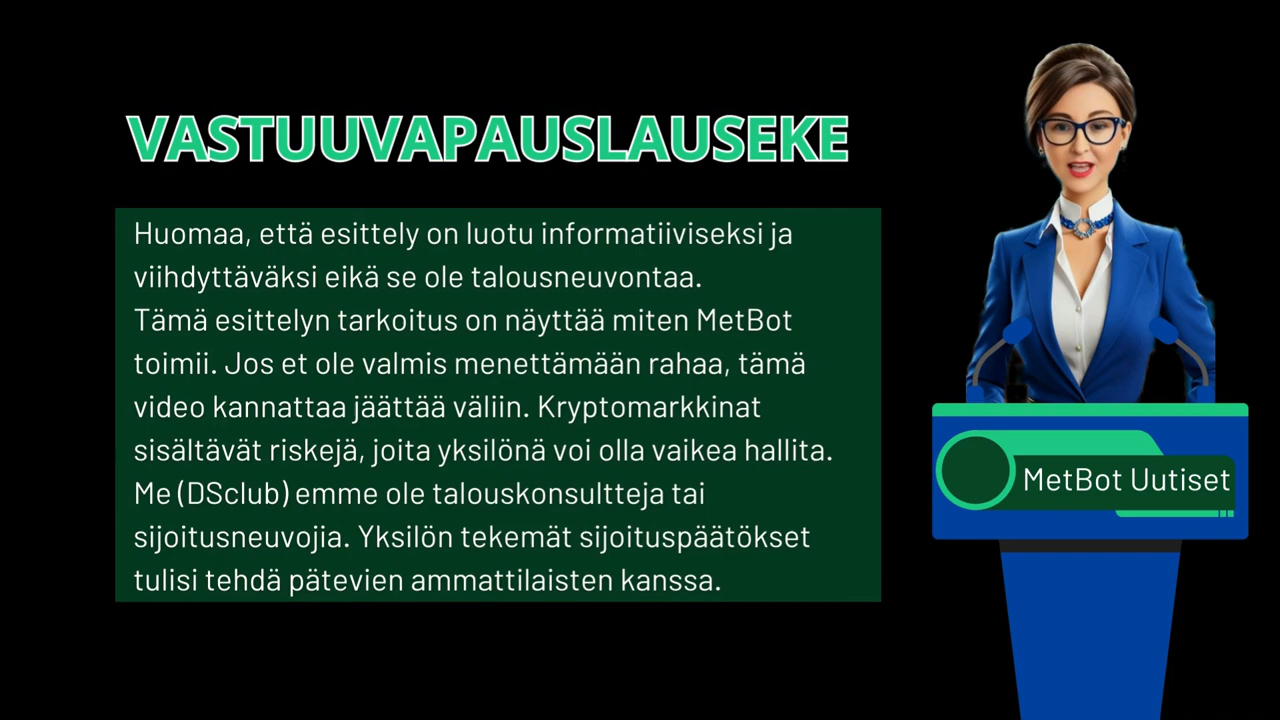 VASTUUVAPAUSLAUSEKE
Huomaa, että esittely on luotu informatiiviseksi ja
viihdyttäväksi eikä se ole talousneuvontaa.
Tämä esittelyn tarkoitus on näyttää miten MetBot
toimii. Jos et ole valmis menettämään rahaa, tämä
video kannattaa jäättää väliin. Kryptomarkkinat
sisältävät riskejä, joita yksilönä voi olla vaikea hallita.
Me (DSclub) emme ole talouskonsultteja tai
sijoitusneuvojia. Yksilön tekemät sijoituspäätökset
tulisi tehdä pätevien ammattilaisten kanssa.
MetBot Uutiset